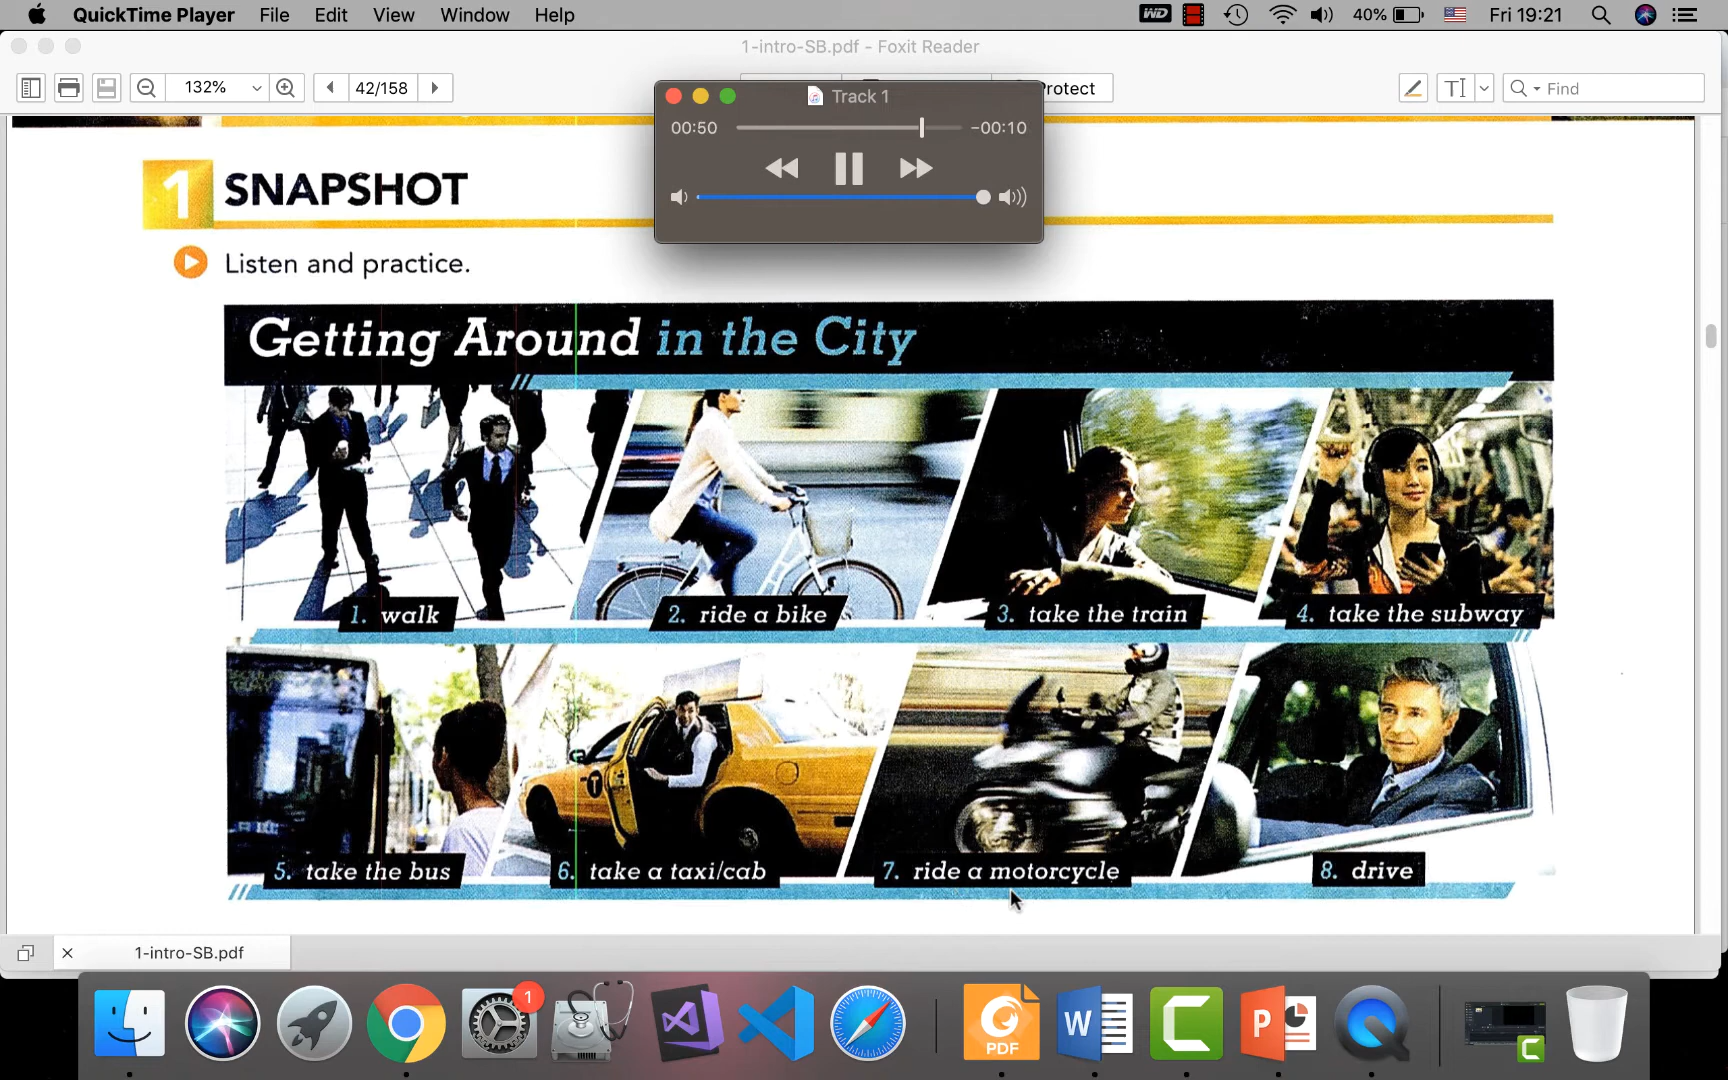 QuickTime Player File Edit View Window Help WD 40% Fri 19:21
1-intro-SB.pdf - Foxit Reader
132% 42/158 rotect Find
Track 1
00:50 -00:10
1 SNAPSHOT
Listen and practice.
Getting Around in the City
1. walk 2. ride a bike 3. take the train 4. take the subway
T
5. take the bus 6. take a taxi/cab 7. ride a motorcycle 8. drive
1-intro-SB.pdf
1
PDF W P